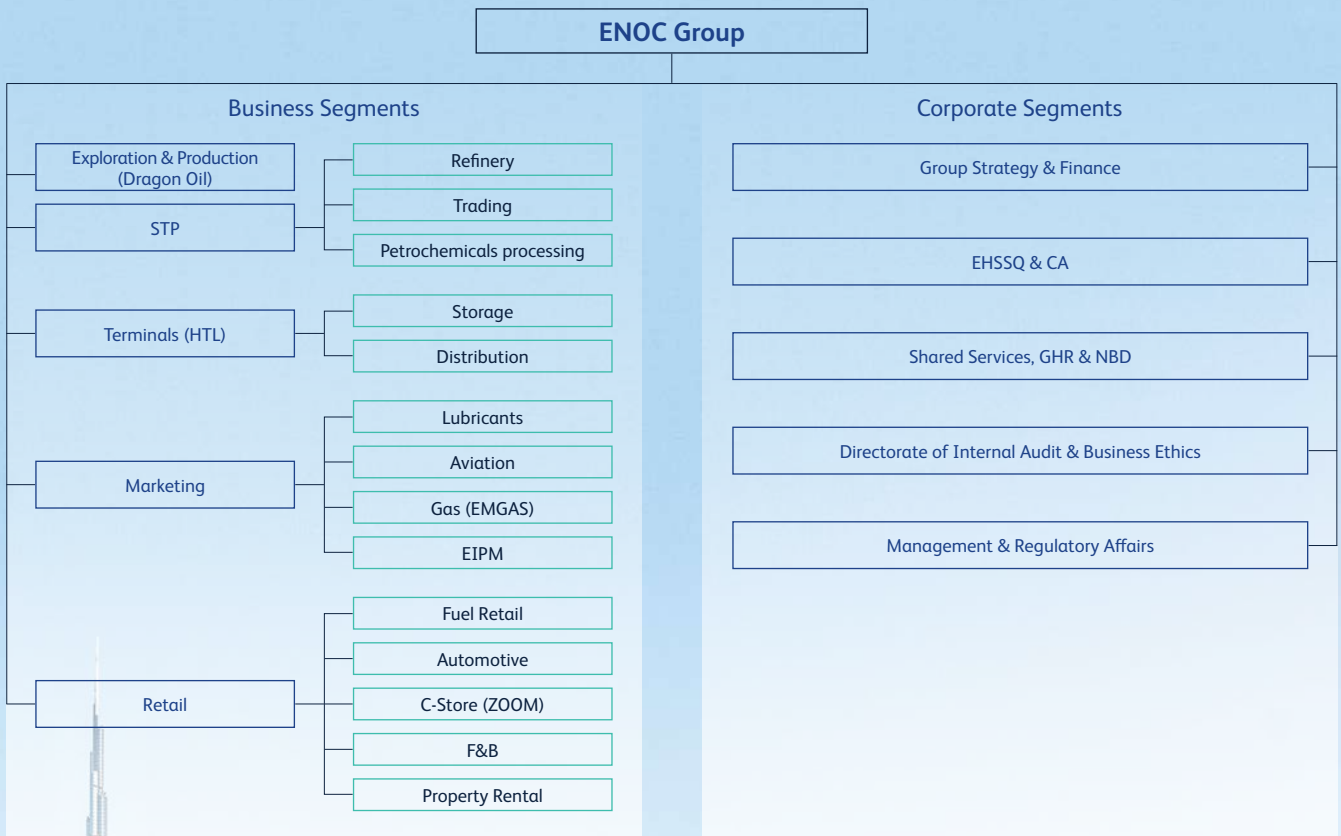 ENOC Group
Business Segments
Exploration & Production
(Dragon Oil)
STP
Refinery
Trading
Petrochemicals processing
Terminals (HTL)
Storage
Distribution
Marketing
Lubricants
Aviation
Gas (EMGAS)
EIPM
Retail
Fuel Retail
Automotive
C-Store (ZOOM)
F&B
Property Rental
Corporate Segments
Group Strategy & Finance
EHSSQ & CA
Shared Services, GHR & NBD
Directorate of Internal Audit & Business Ethics
Management & Regulatory Affairs